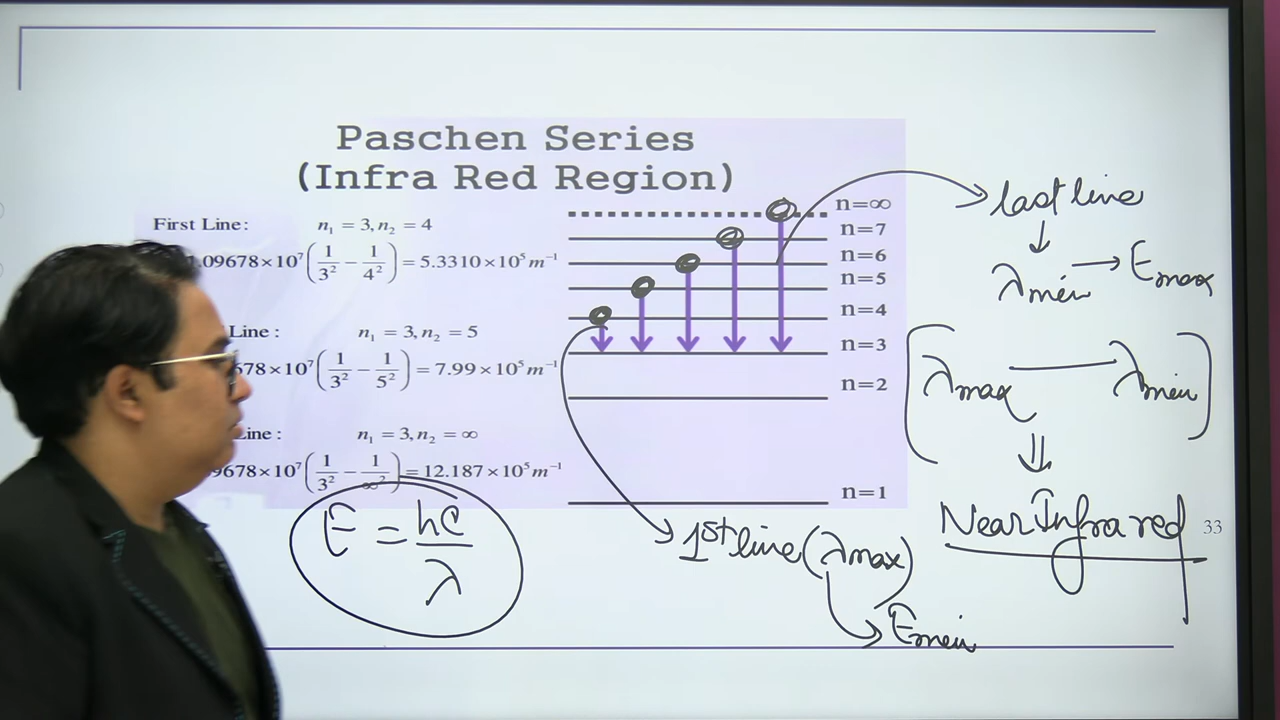 Paschen Series
(Infra Red Region)
First Line: n₁ = 3, n₂ = 4
.09678×10⁷(1/3² − 1/4²) = 5.3310×10⁵ m⁻¹
Line : n₁ = 3, n₂ = 5
678×10⁷(1/3² − 1/5²) = 7.99×10⁵ m⁻¹
Line : n₁ = 3, n₂ = ∞
9678×10⁷(1/3² − 1/∞²) = 12.187×10⁵ m⁻¹
E = hc/λ
n=∞
n=7
n=6
n=5
n=4
n=3
n=2
n=1
last line
↓
λmin → Emax
[λmax — λmin]
⇓
Near Infrared
33
1st line (λmax)
→ Emin